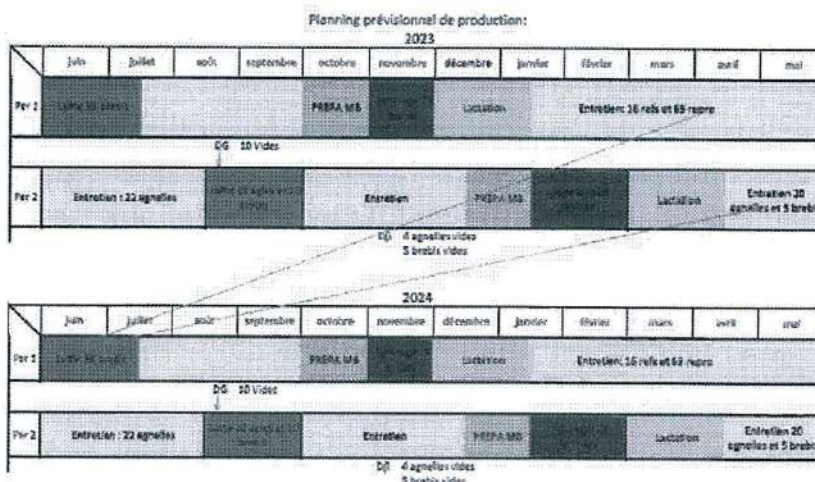 Planning prévisionnel de production:
2023
juin juillet août septembre octobre novembre décembre janvier février mars avril mai
Per 1 PREPA MB Lactation Entretien: 16 refs et 69 repro
DG 10 Vides
Per 2 Entretien : 22 agnelles Entretien PREPA MB Lactation Entretien 20 agnelles et 5 brebis
DG 4 agnelles vides
5 brebis vides
2024
juin juillet août septembre octobre novembre décembre janvier février mars avril mai
Per 1 PREPA MB Lactation Entretien: 16 refs et 69 repro
DG 10 Vides
Per 2 Entretien : 22 agnelles Entretien PREPA MB Lactation Entretien 20 agnelles et 5 brebis
DG 4 agnelles vides
5 brebis vides